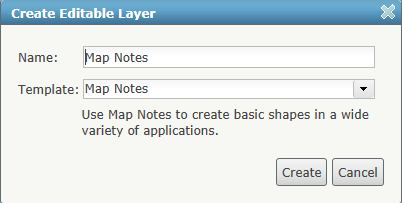 Create Editable Layer
Name: Map Notes
Template: Map Notes
Use Map Notes to create basic shapes in a wide
variety of applications.
Create Cancel